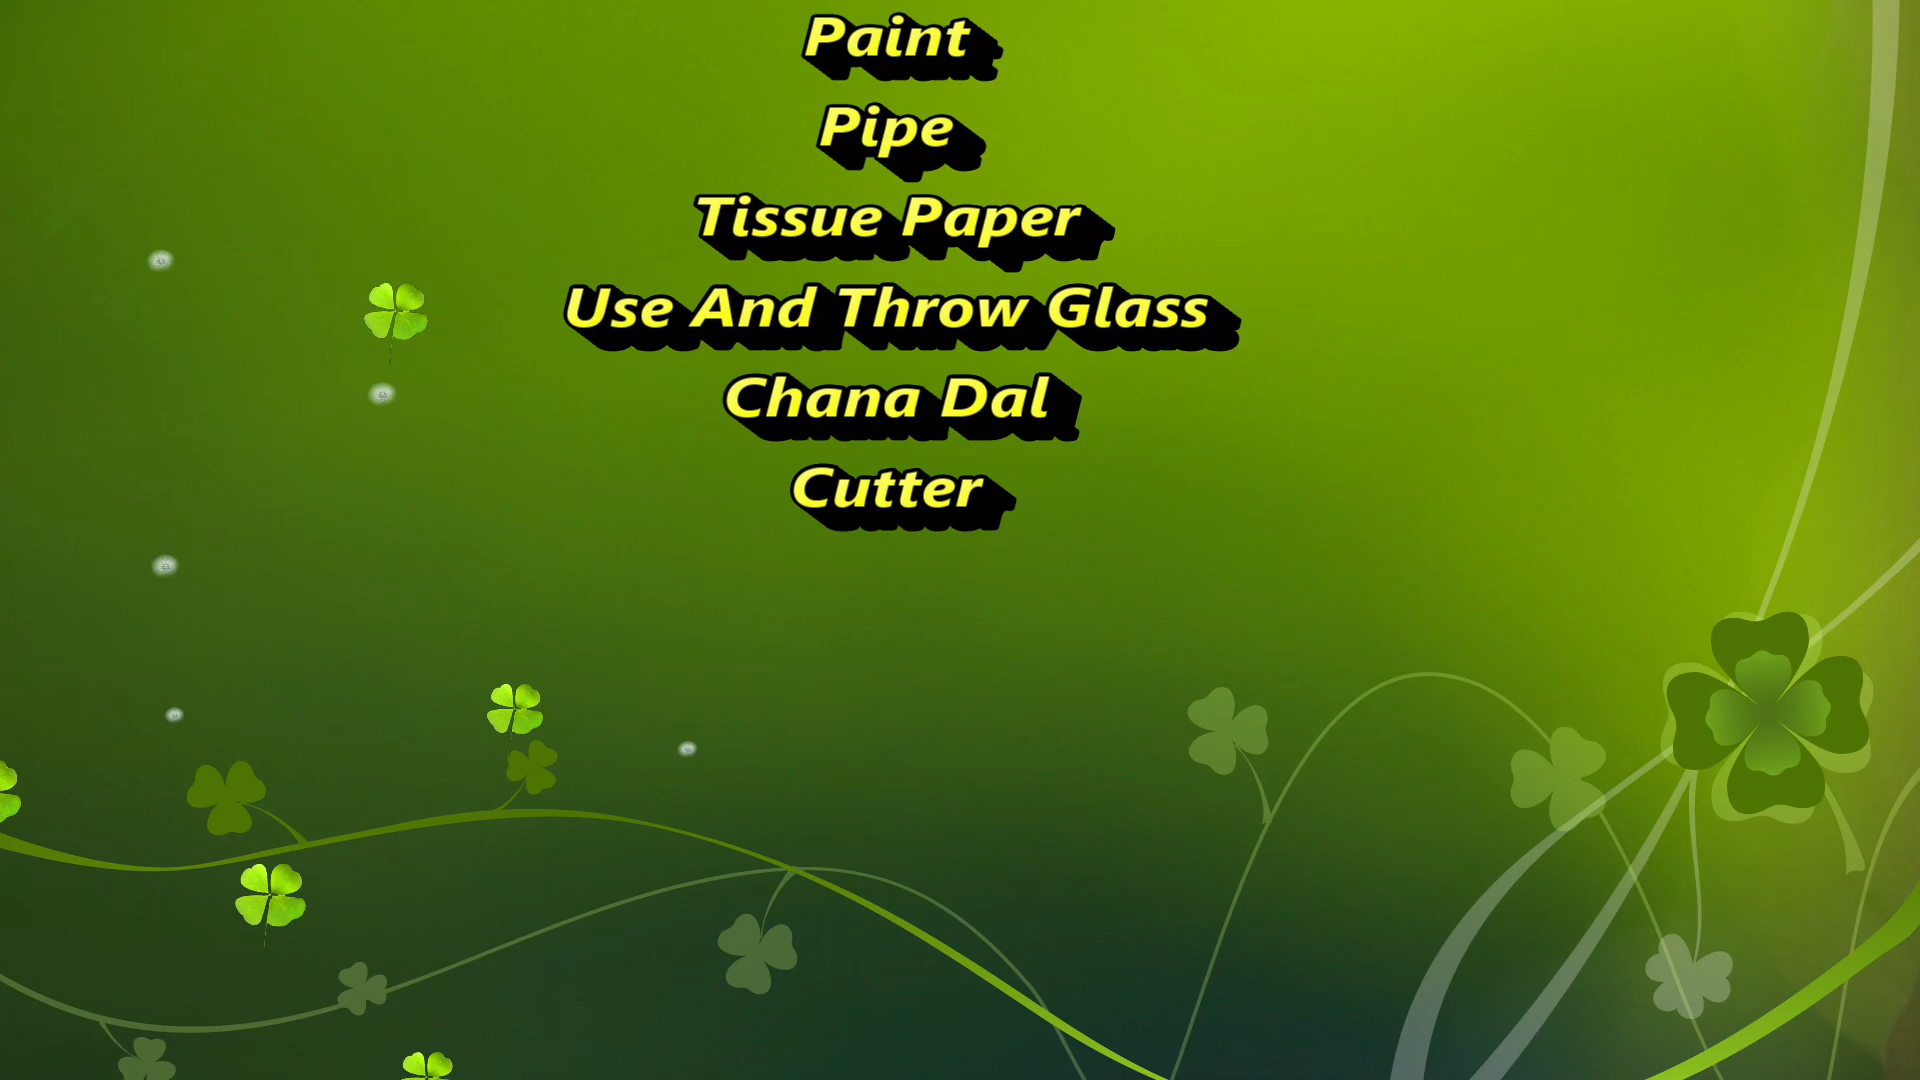 Paint
Pipe
Tissue Paper
Use And Throw Glass
Chana Dal
Cutter